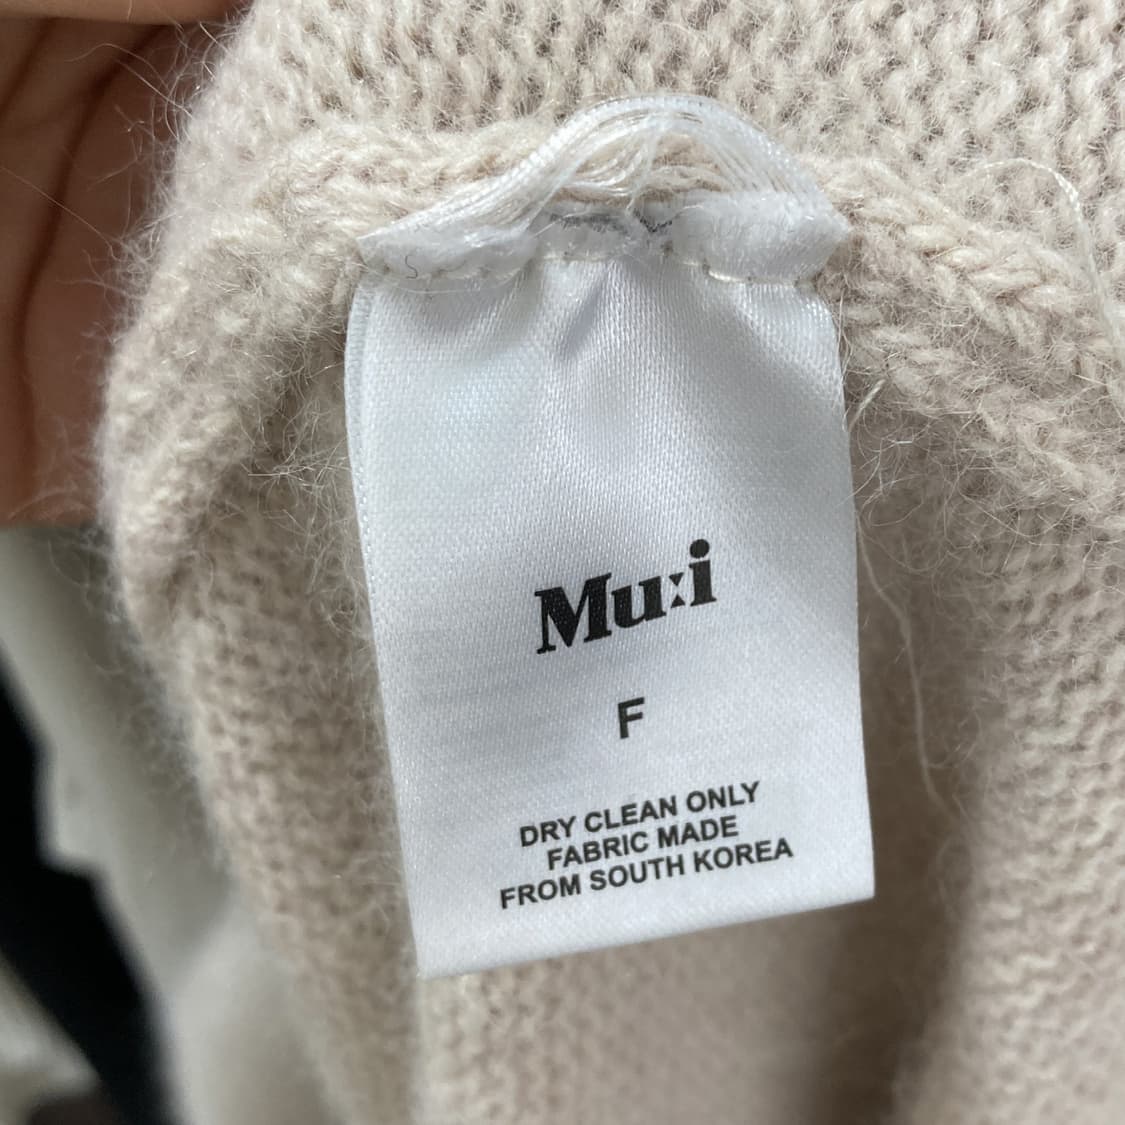 Mu:i
F
DRY CLEAN ONLY
FABRIC MADE
FROM SOUTH KOREA